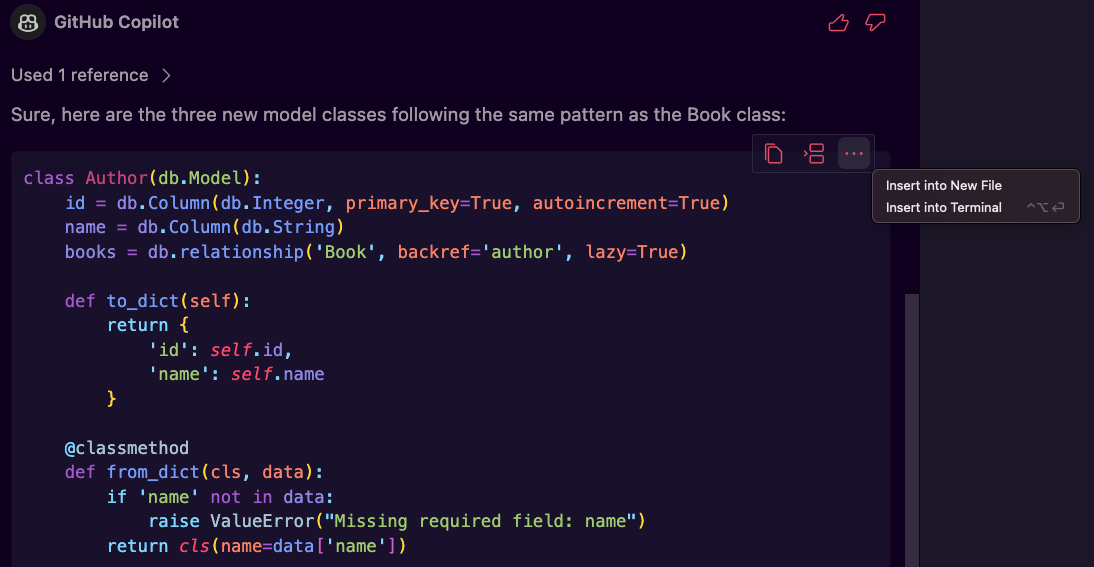 GitHub Copilot
Used 1 reference
Sure, here are the three new model classes following the same pattern as the Book class:
Insert into New File
Insert into Terminal ^⌥⏎
class Author(db.Model):
    id = db.Column(db.Integer, primary_key=True, autoincrement=True)
    name = db.Column(db.String)
    books = db.relationship('Book', backref='author', lazy=True)
    def to_dict(self):
        return {
            'id': self.id,
            'name': self.name
        }
    @classmethod
    def from_dict(cls, data):
        if 'name' not in data:
            raise ValueError("Missing required field: name")
        return cls(name=data['name'])